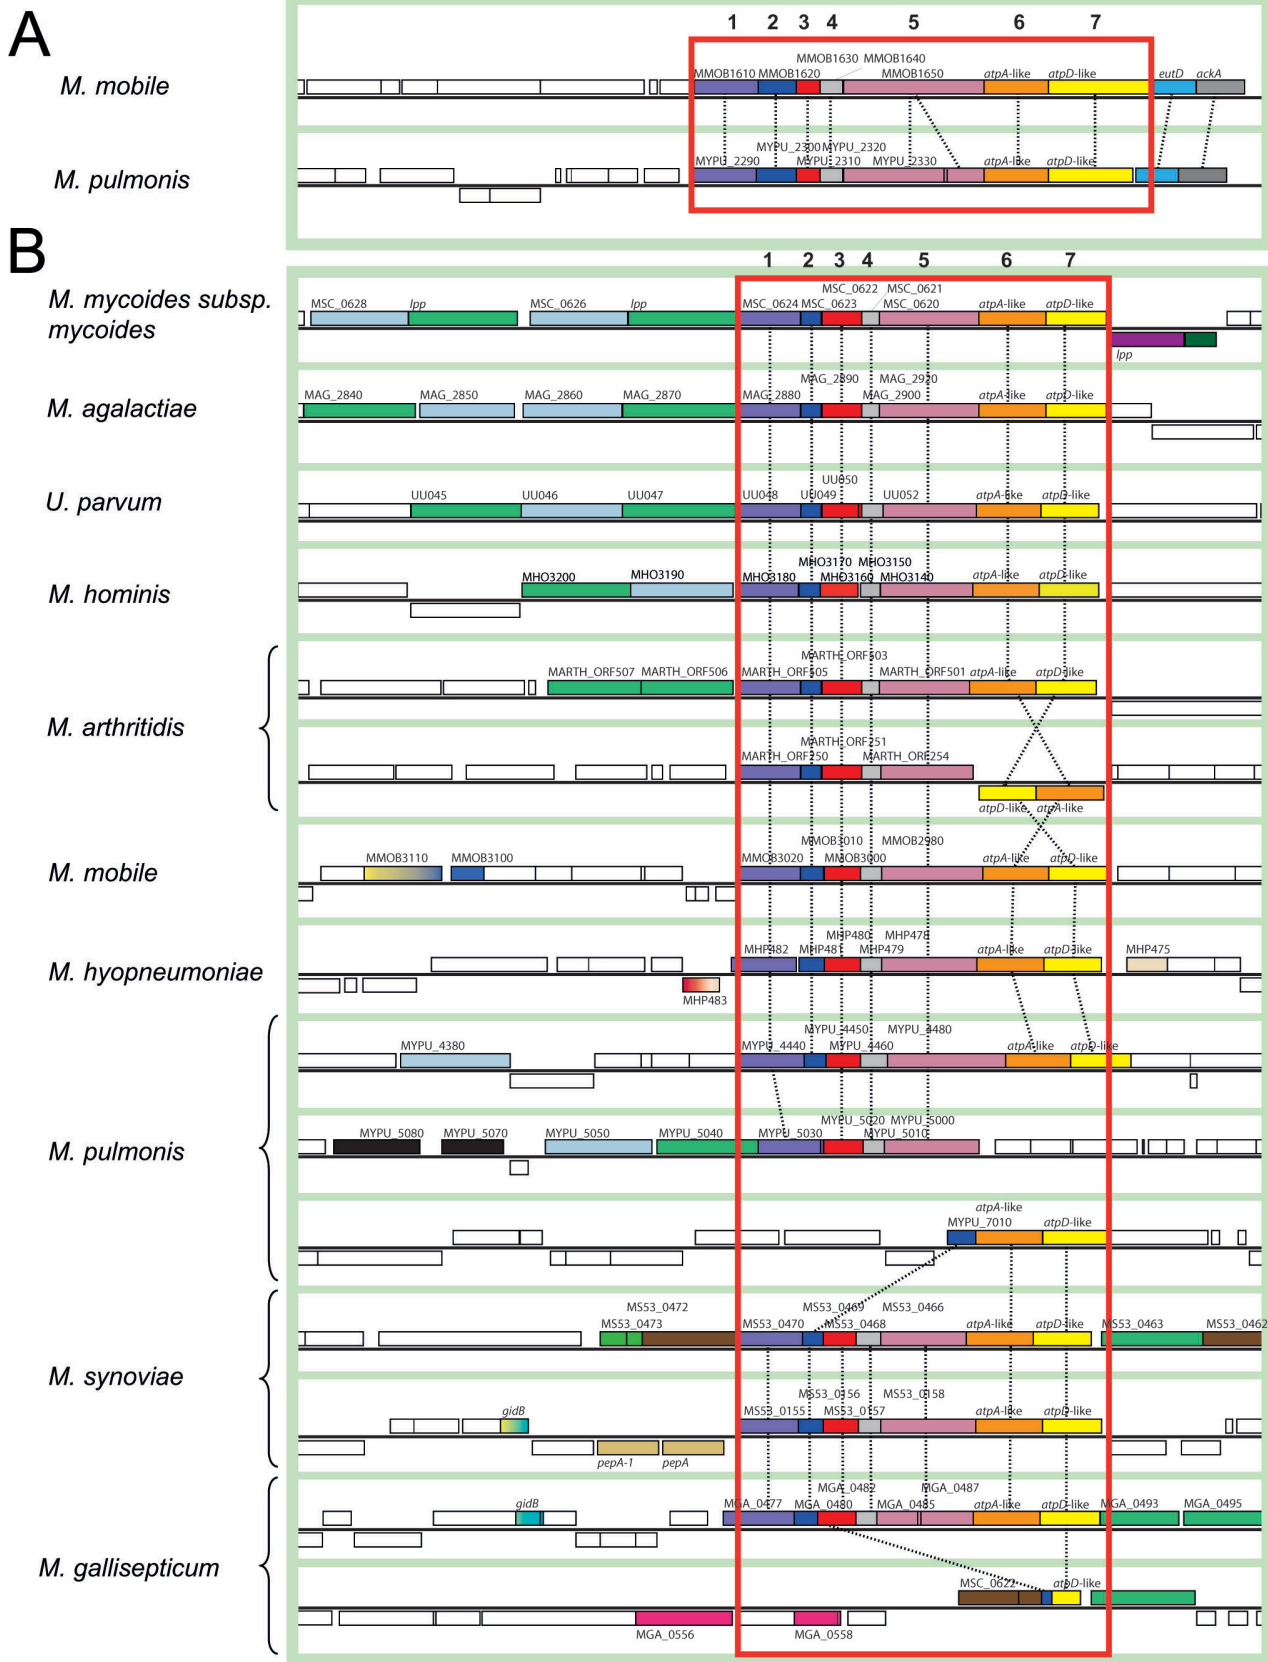 A
1 2 3 4 5 6 7
MMOB1630 MMOB1640
M. mobile
MMOB1610 MMOB1620 MMOB1650 atpA-like atpD-like eutD ackA
MYPU_2300 MYPU_2320
M. pulmonis
MYPU_2290 MYPU_2310 MYPU_2330 atpA-like atpD-like
B
1 2 3 4 5 6 7
MSC_0622 MSC_0621
M. mycoides subsp.
mycoides
MSC_0628 lpp MSC_0626 lpp MSC_0624 MSC_0623 MSC_0620 atpA-like atpD-like
lpp
MAG_2890 MAG_2920
M. agalactiae
MAG_2840 MAG_2850 MAG_2860 MAG_2870 MAG_2880 MAG_2900 atpA-like atpD-like
UU050
U. parvum
UU045 UU046 UU047 UU048 UU049 UU052 atpA-like atpD-like
MHO3170 MHO3150
M. hominis
MHO3200 MHO3190 MHO3180 MHO3160 MHO3140 atpA-like atpD-like
MARTH_ORF503
MARTH_ORF507 MARTH_ORF506 MARTH_ORF505 MARTH_ORF501 atpA-like atpD-like
M. arthritidis
MARTH_ORF251
MARTH_ORF250 MARTH_ORF254
atpD-like atpA-like
MMOB3010 MMOB2980
M. mobile
MMOB3110 MMOB3100 MMOB3020 MMOB3000 atpA-like atpD-like
MHP480 MHP478
M. hyopneumoniae
MHP482 MHP481 MHP479 atpA-like atpD-like MHP475
MHP483
MYPU_4450 MYPU_4480
MYPU_4380 MYPU_4440 MYPU_4460 atpA-like atpD-like
MYPU_5020 MYPU_5000
M. pulmonis
MYPU_5080 MYPU_5070 MYPU_5050 MYPU_5040 MYPU_5030 MYPU_5010
atpA-like
MYPU_7010 atpD-like
MS53_0472 MS53_0469 MS53_0466
MS53_0473 MS53_0470 MS53_0468 atpA-like atpD-like MS53_0463 MS53_0462
M. synoviae
MS53_0156 MS53_0158
gidB MS53_0155 MS53_0157 atpA-like atpD-like
pepA-1 pepA
MGA_0482 MGA_0487
gidB MGA_0477 MGA_0480 MGA_0485 atpA-like atpD-like MGA_0493 MGA_0495
M. gallisepticum
MSC_0622 atpD-like
MGA_0556 MGA_0558